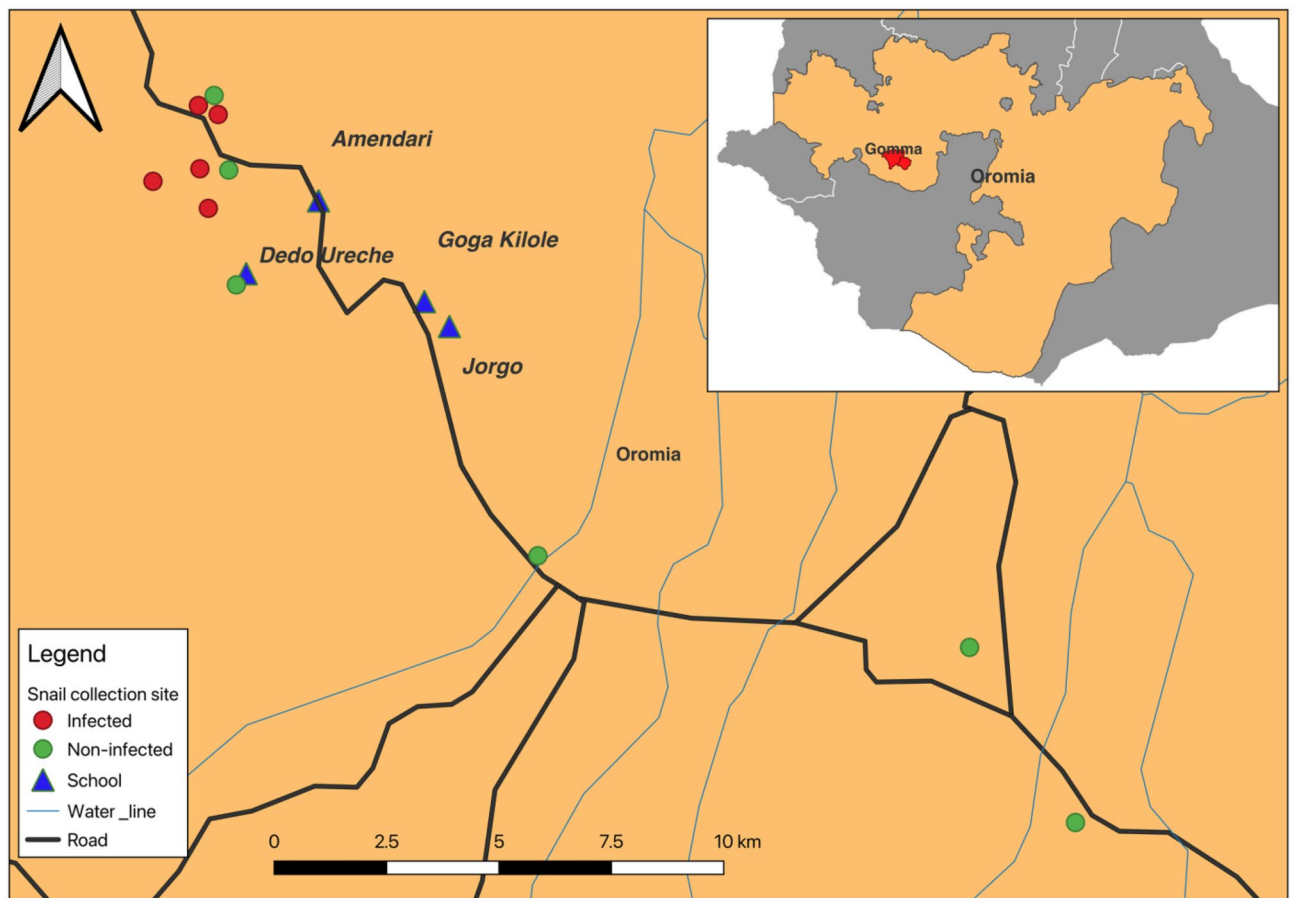 Gomma
Oromia
Amendari
Goga Kilole
Dedo Ureche
Jorgo
Oromia
Legend
Snail collection site
Infected
Non-infected
School
Water _line
Road
0 2.5 5 7.5 10 km